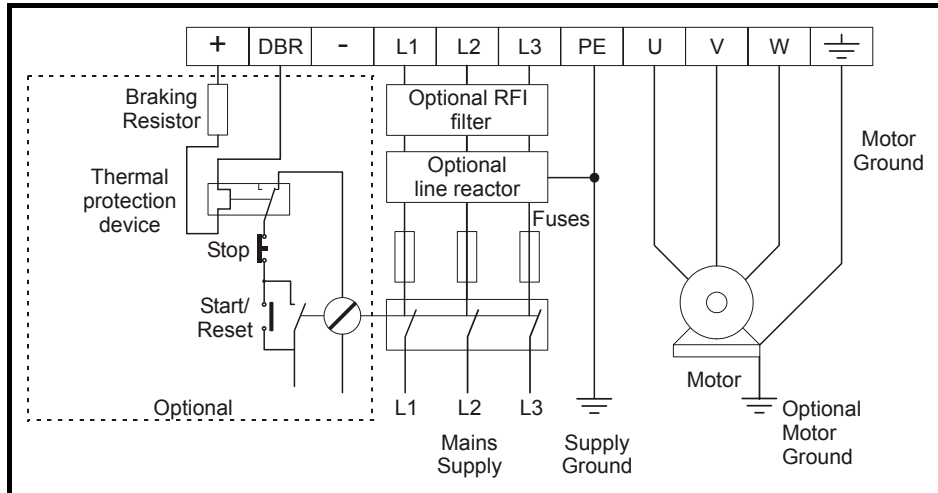 + DBR - L1 L2 L3 PE U V W
Braking
Resistor
Optional RFI
filter
Optional
line reactor
Motor
Ground
Thermal
protection
device
Fuses
Stop
Start/
Reset
Optional
L1 L2 L3
Mains
Supply
Supply
Ground
Motor
Optional
Motor
Ground